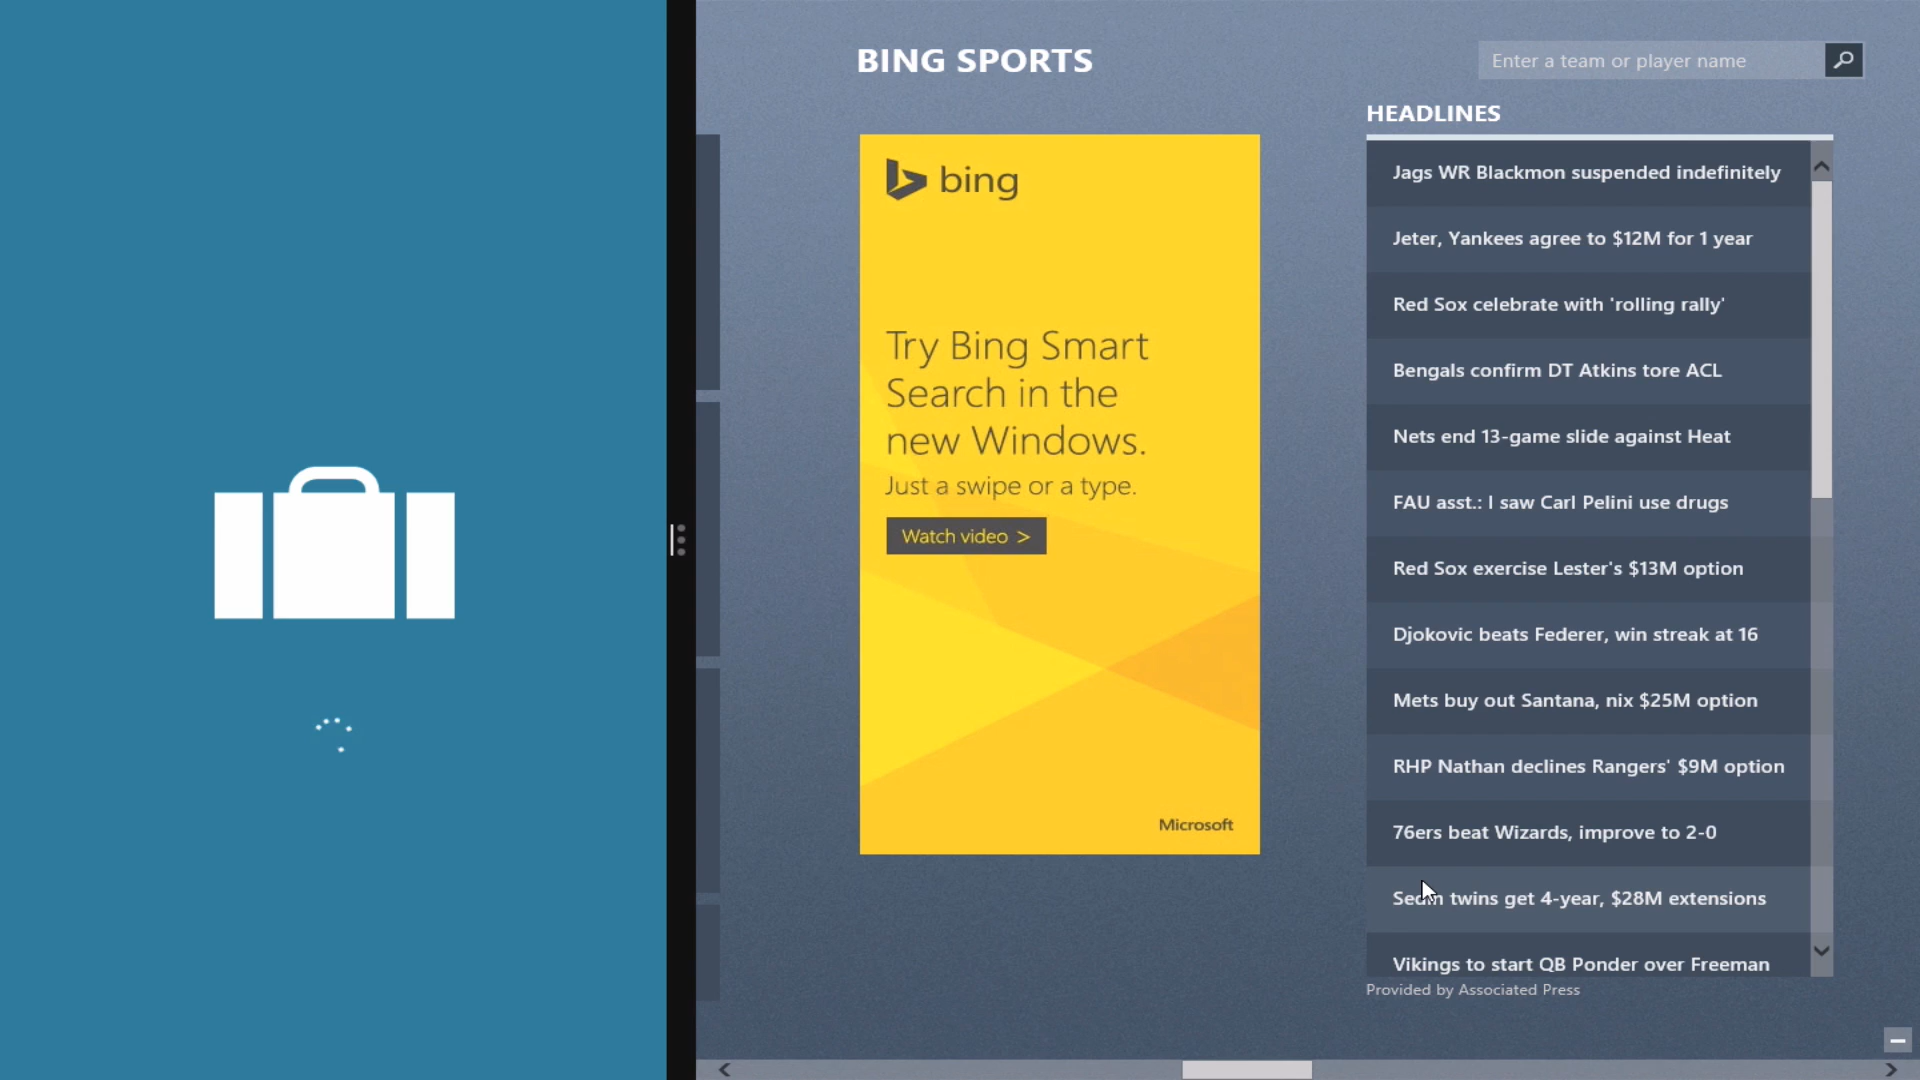 BING SPORTS
Enter a team or player name
HEADLINES
bing
Try Bing Smart
Search in the
new Windows.
Just a swipe or a type.
Watch video >
Microsoft
Jags WR Blackmon suspended indefinitely
Jeter, Yankees agree to $12M for 1 year
Red Sox celebrate with 'rolling rally'
Bengals confirm DT Atkins tore ACL
Nets end 13-game slide against Heat
FAU asst.: I saw Carl Pelini use drugs
Red Sox exercise Lester's $13M option
Djokovic beats Federer, win streak at 16
Mets buy out Santana, nix $25M option
RHP Nathan declines Rangers' $9M option
76ers beat Wizards, improve to 2-0
Sedin twins get 4-year, $28M extensions
Vikings to start QB Ponder over Freeman
Provided by Associated Press